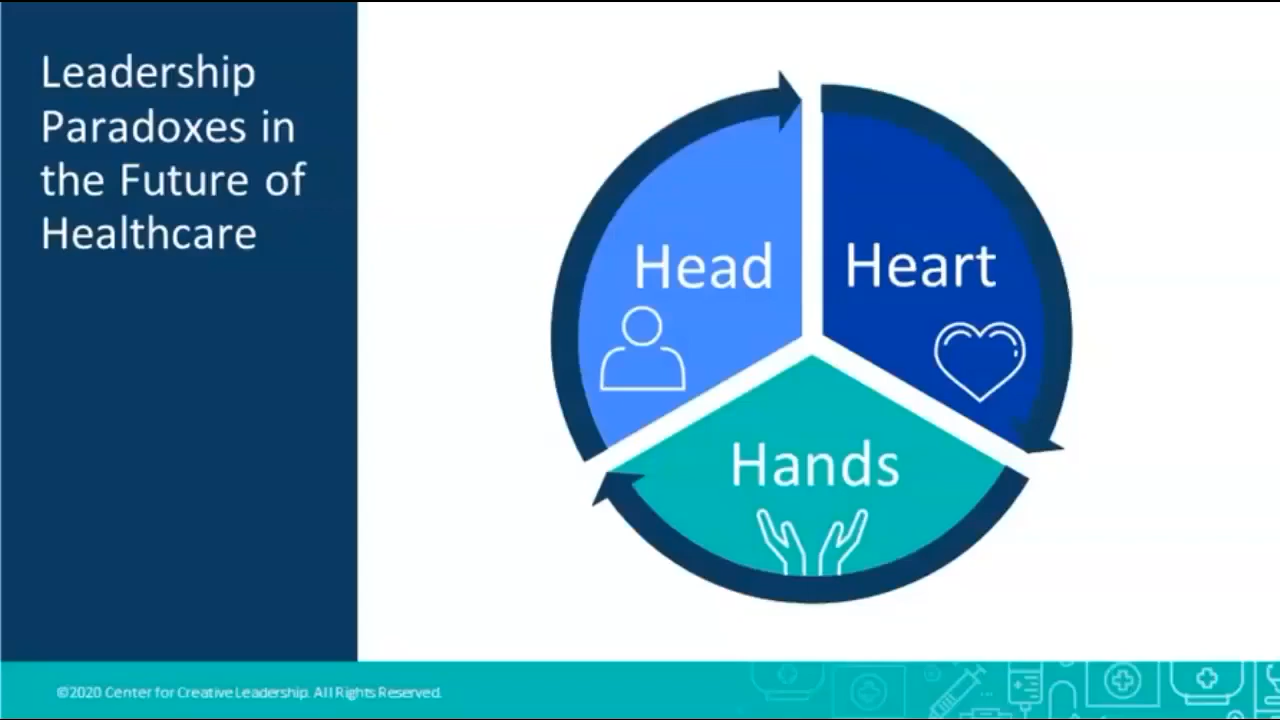 Leadership
Paradoxes in
the Future of
Healthcare
Head
Heart
Hands
©2020 Center for Creative Leadership. All Rights Reserved.